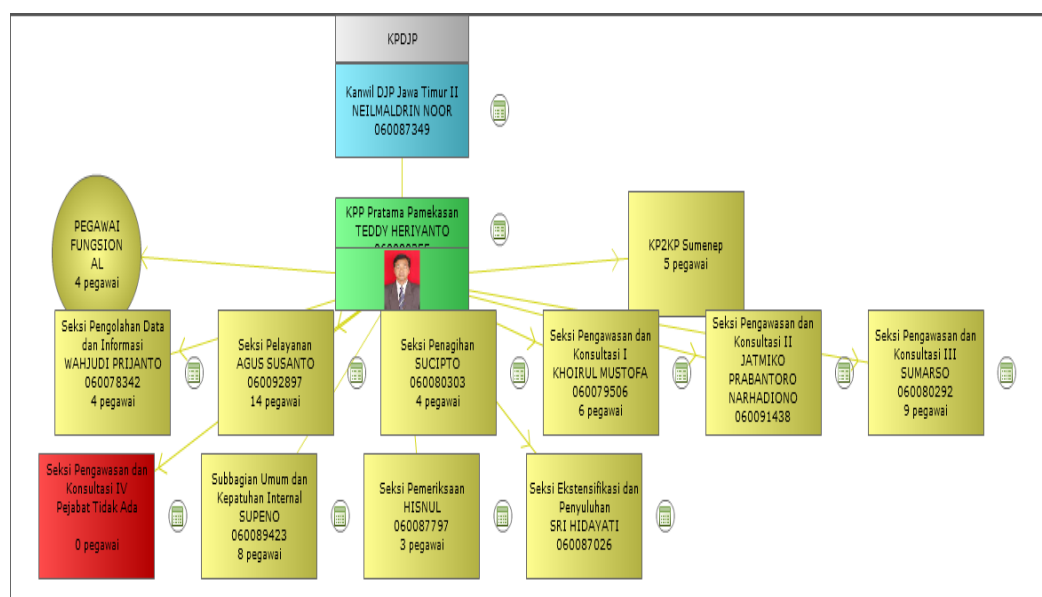 KPDJP
Kanwil DJP Jawa Timur II
NEILMALDRIN NOOR
060087349
KPP Pratama Pamekasan
TEDDY HERIYANTO
PEGAWAI
FUNGSION
AL
4 pegawai
KP2KP Sumenep
5 pegawai
Seksi Pengolahan Data
dan Informasi
WAHJUDI PRIJANTO
060078342
4 pegawai
Seksi Pelayanan
AGUS SUSANTO
060092897
14 pegawai
Seksi Penagihan
SUCIPTO
060080303
4 pegawai
Seksi Pengawasan dan
Konsultasi I
KHOIRUL MUSTOFA
060079506
6 pegawai
Seksi Pengawasan dan
Konsultasi II
JATMIKO
PRABANTORO
NARHADIONO
060091438
Seksi Pengawasan dan
Konsultasi III
SUMARSO
060080292
9 pegawai
Seksi Pengawasan dan
Konsultasi IV
Pejabat Tidak Ada
0 pegawai
Subbagian Umum dan
Kepatuhan Internal
SUPENO
060089423
8 pegawai
Seksi Pemeriksaan
HISNUL
060087797
3 pegawai
Seksi Ekstensifikasi dan
Penyuluhan
SRI HIDAYATI
060087026